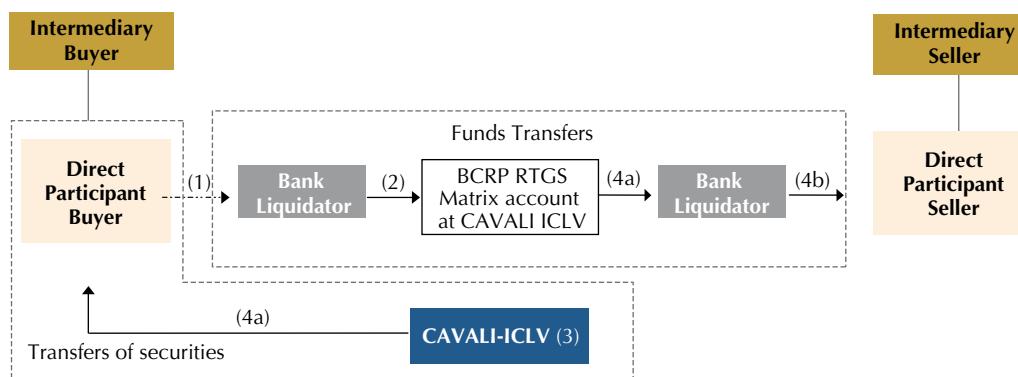 Intermediary
Buyer
Intermediary
Seller
Funds Transfers
Direct
Participant
Buyer
(1)
Bank
Liquidator
(2)
BCRP RTGS
Matrix account
at CAVALI ICLV
(4a)
Bank
Liquidator
(4b)
Direct
Participant
Seller
(4a)
CAVALI-ICLV (3)
Transfers of securities